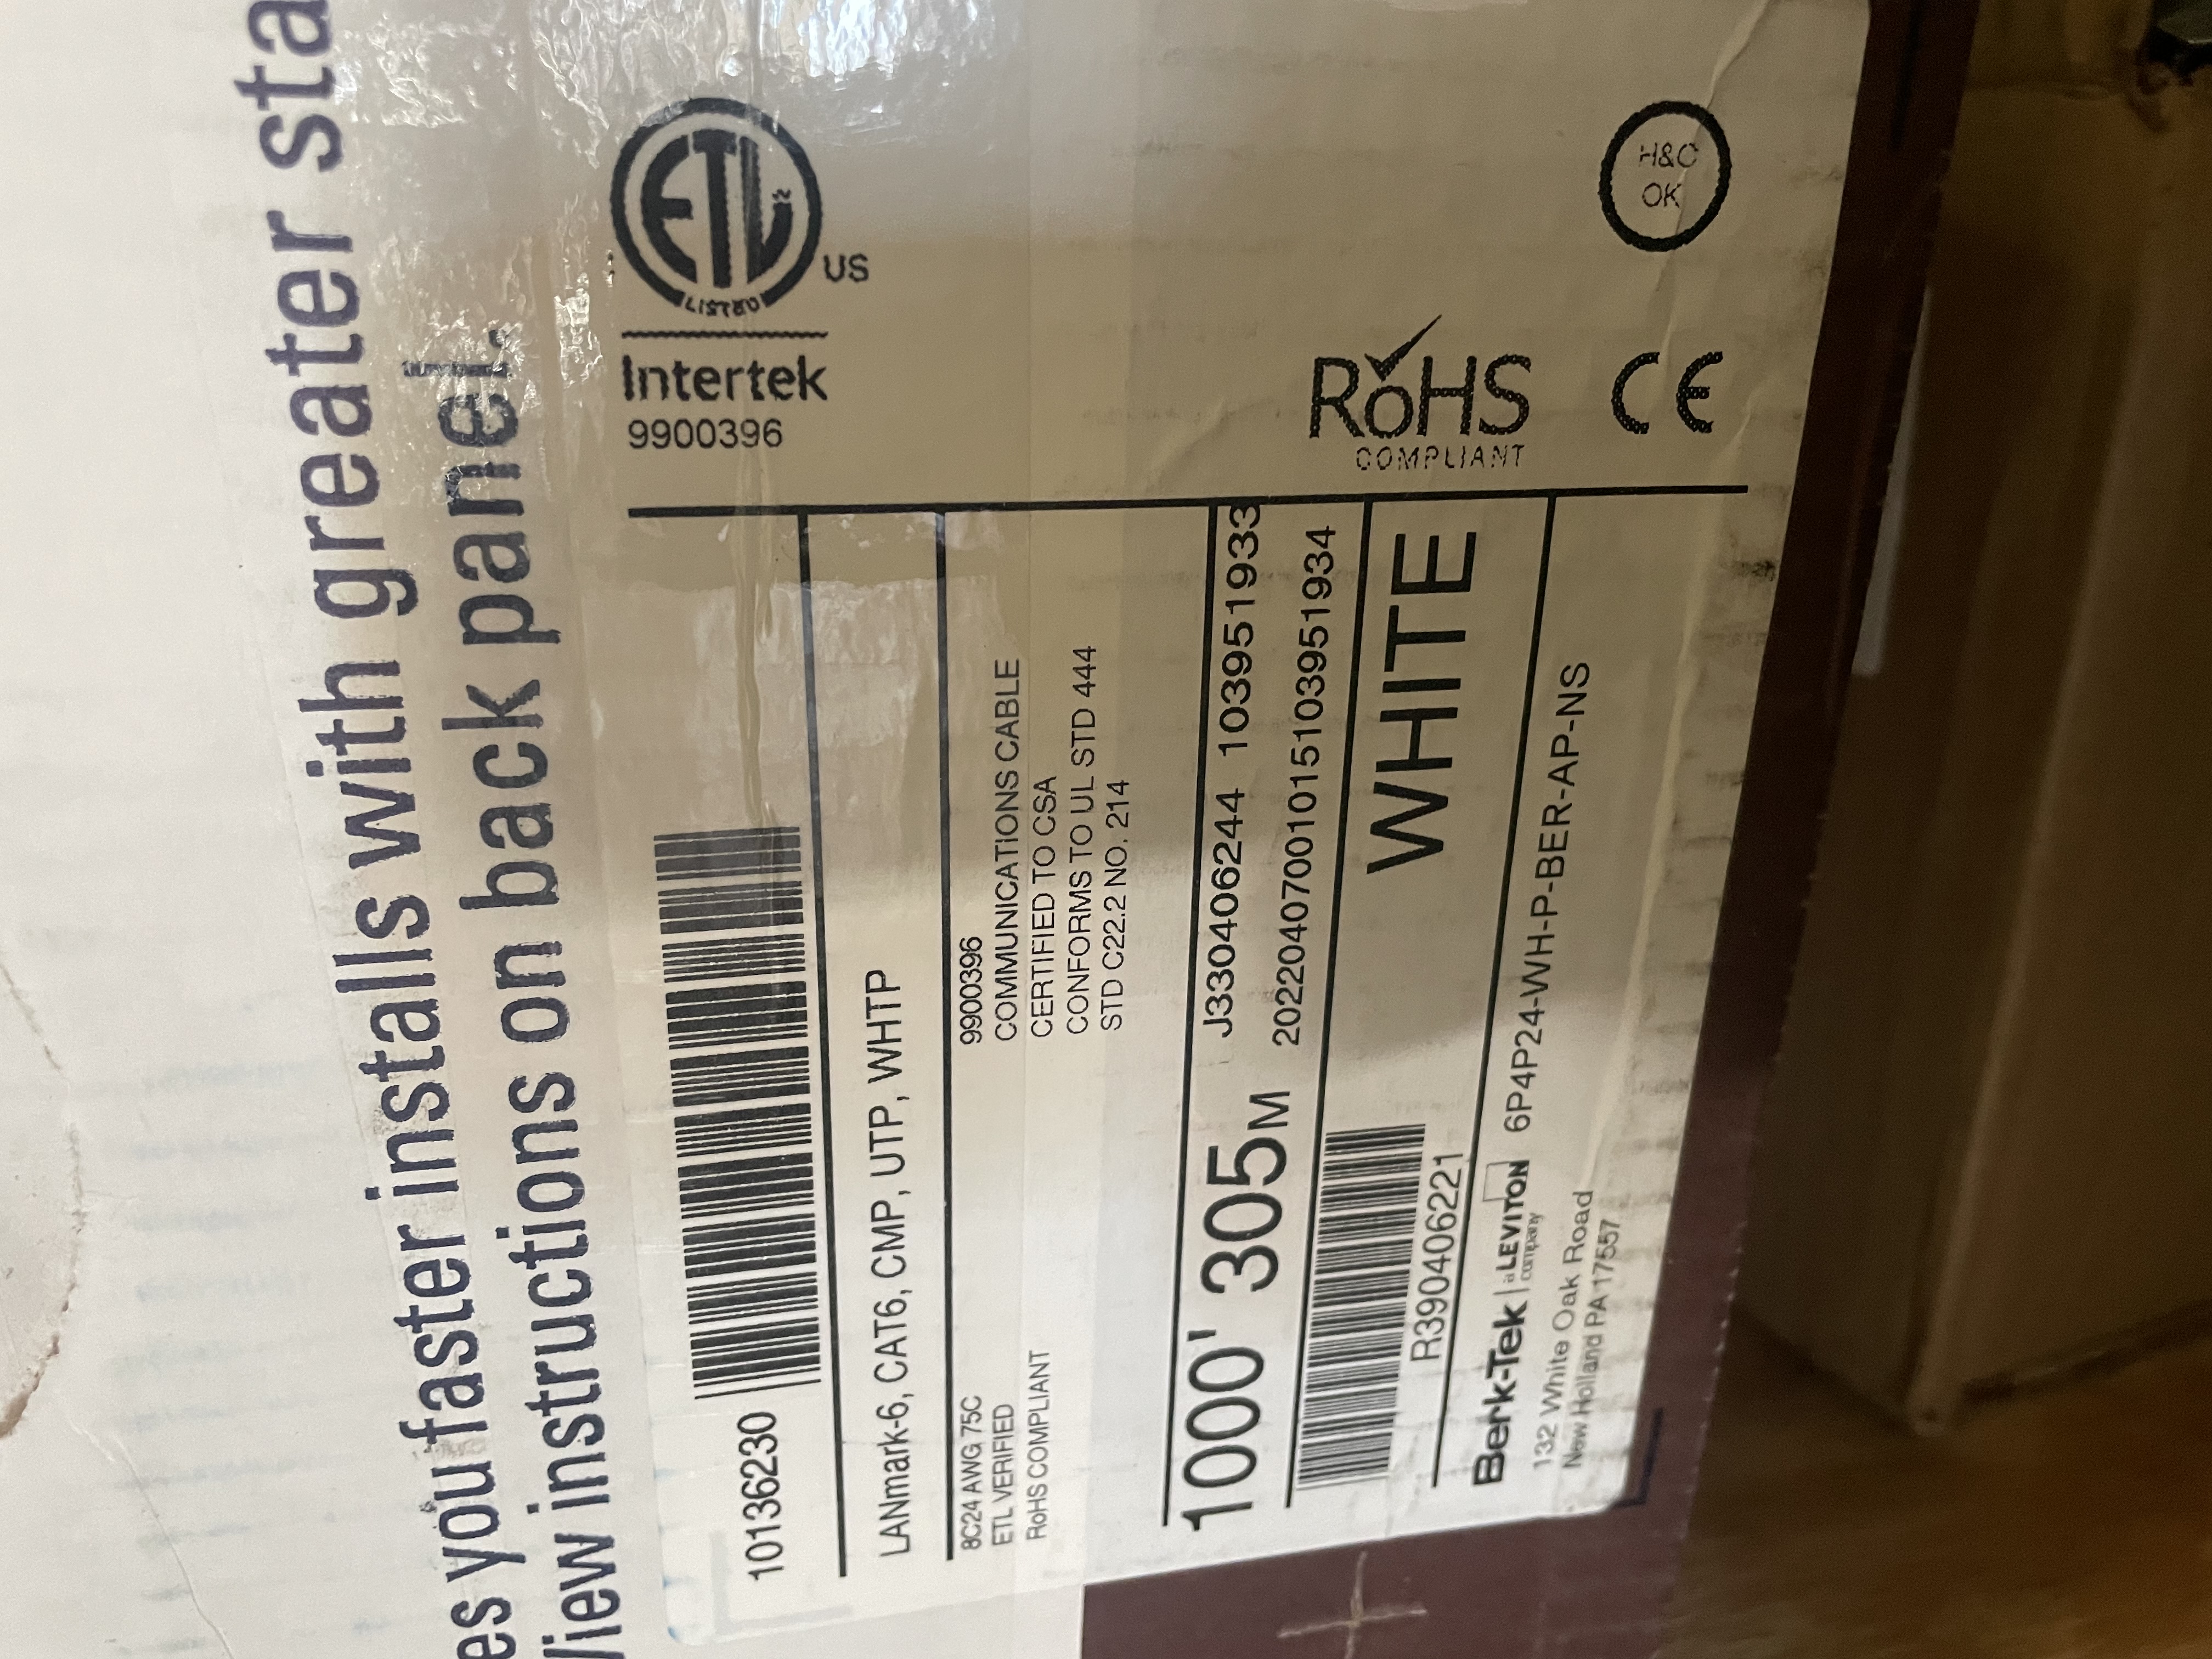 es you faster installs with greater sta
View instructions on back panel.
10136230
LISTED
US
Intertek
9900396
LANmark-6, CAT6, CMP, UTP, WHTP
8C24 AWG 75C
ETL VERIFIED
RoHS COMPLIANT
9900396
COMMUNICATIONS CABLE
CERTIFIED TO CSA
CONFORMS TO UL STD 444
STD C22.2 NO. 214
1000' 305M
J330406244 103951933
20220407001015103951934
R390406221
WHITE
RoHS
COMPLIANT
CE
H&C
OK
Berk-Tek | a LEVITON company
6P4P24-WH-P-BER-AP-NS
132 White Oak Road
New Holland PA 17557